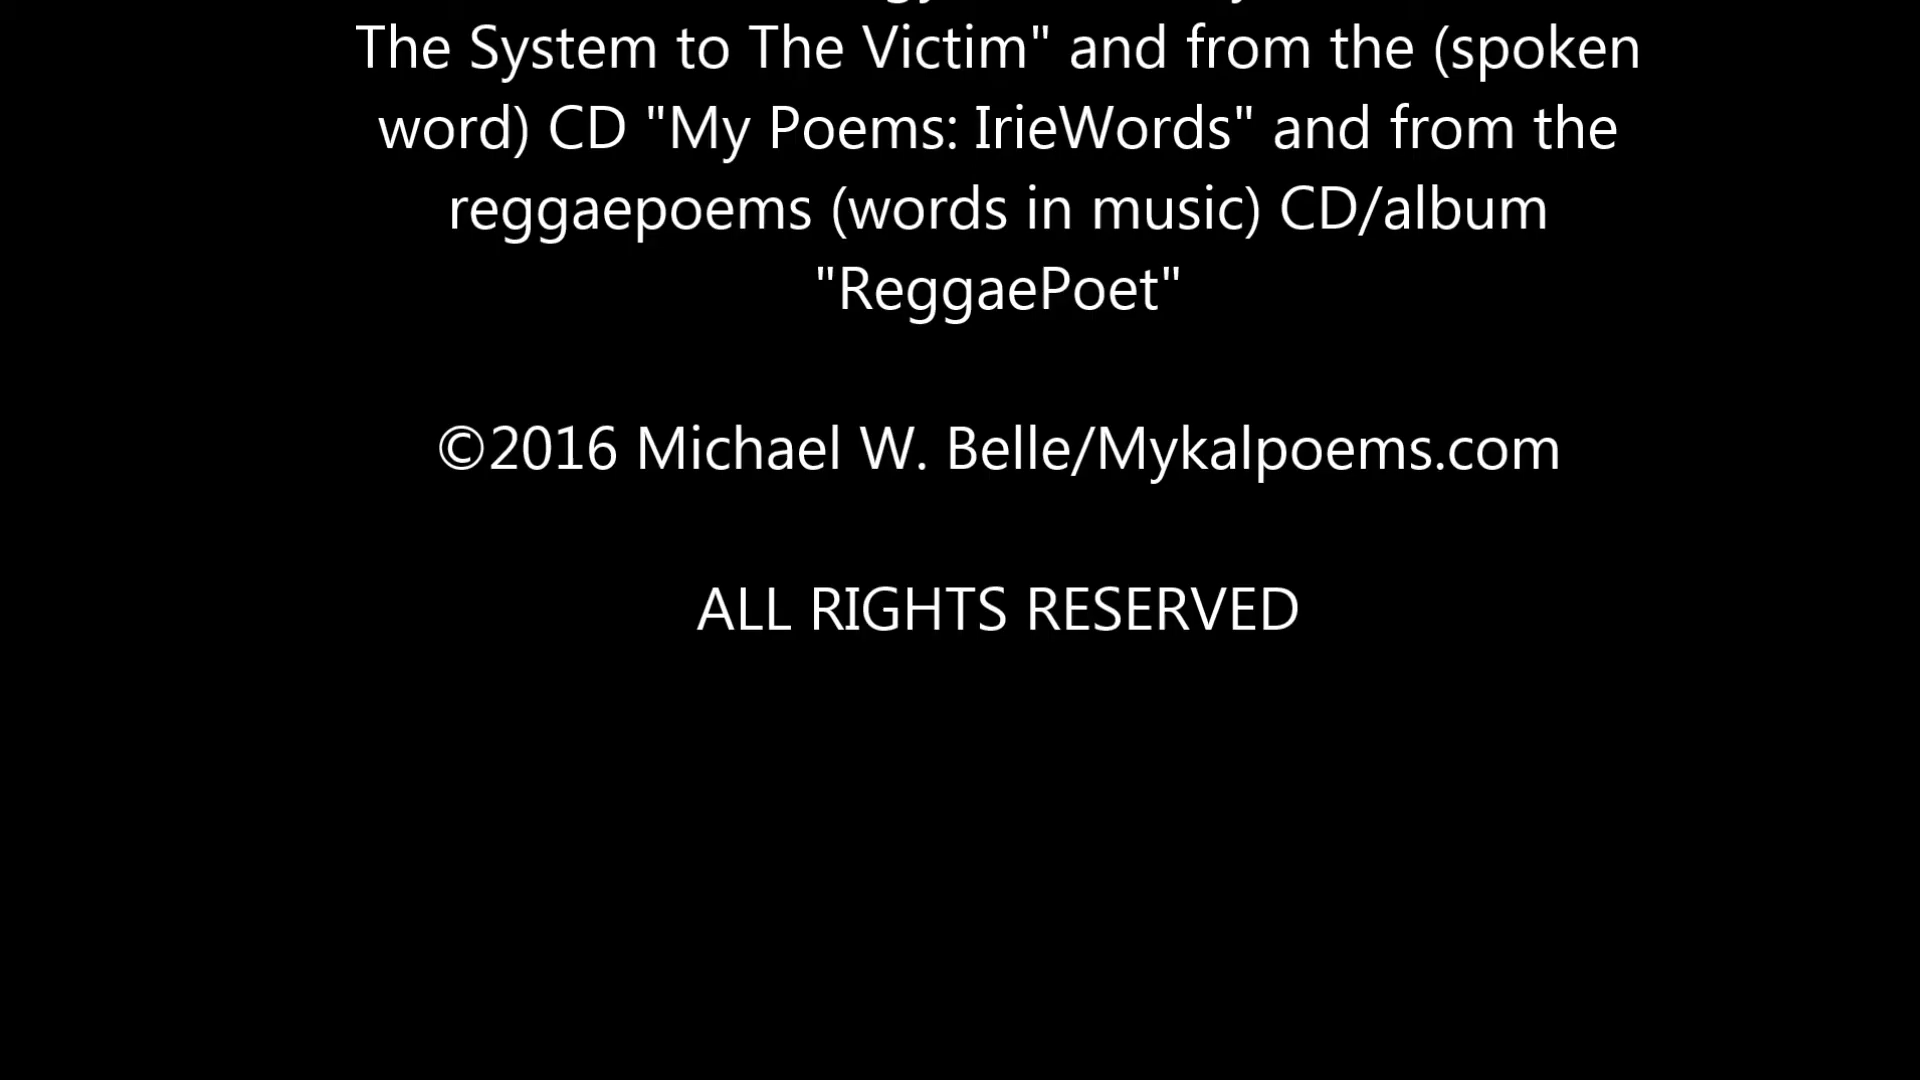 The System to The Victim" and from the (spoken
word) CD "My Poems: IrieWords" and from the
reggaepoems (words in music) CD/album
"ReggaePoet"
©2016 Michael W. Belle/Mykalpoems.com
ALL RIGHTS RESERVED